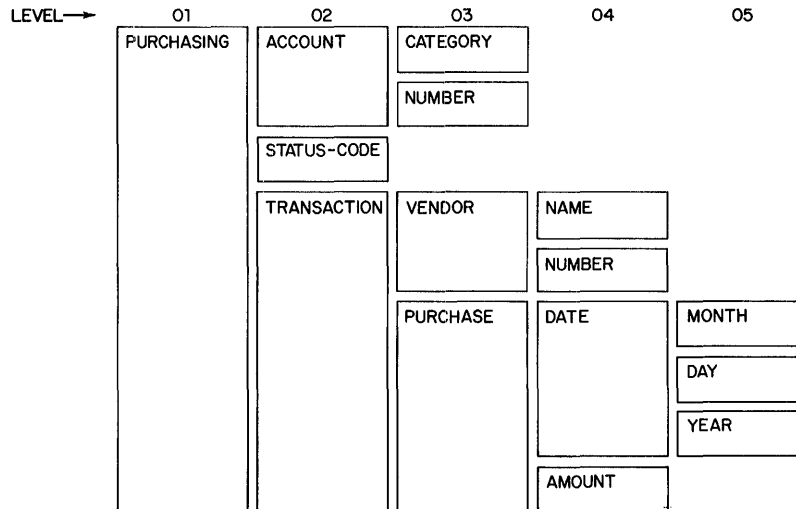 LEVEL→ 01 02 03 04 05
PURCHASING ACCOUNT CATEGORY
NUMBER
STATUS-CODE
TRANSACTION VENDOR NAME
NUMBER
PURCHASE DATE MONTH
DAY
YEAR
AMOUNT